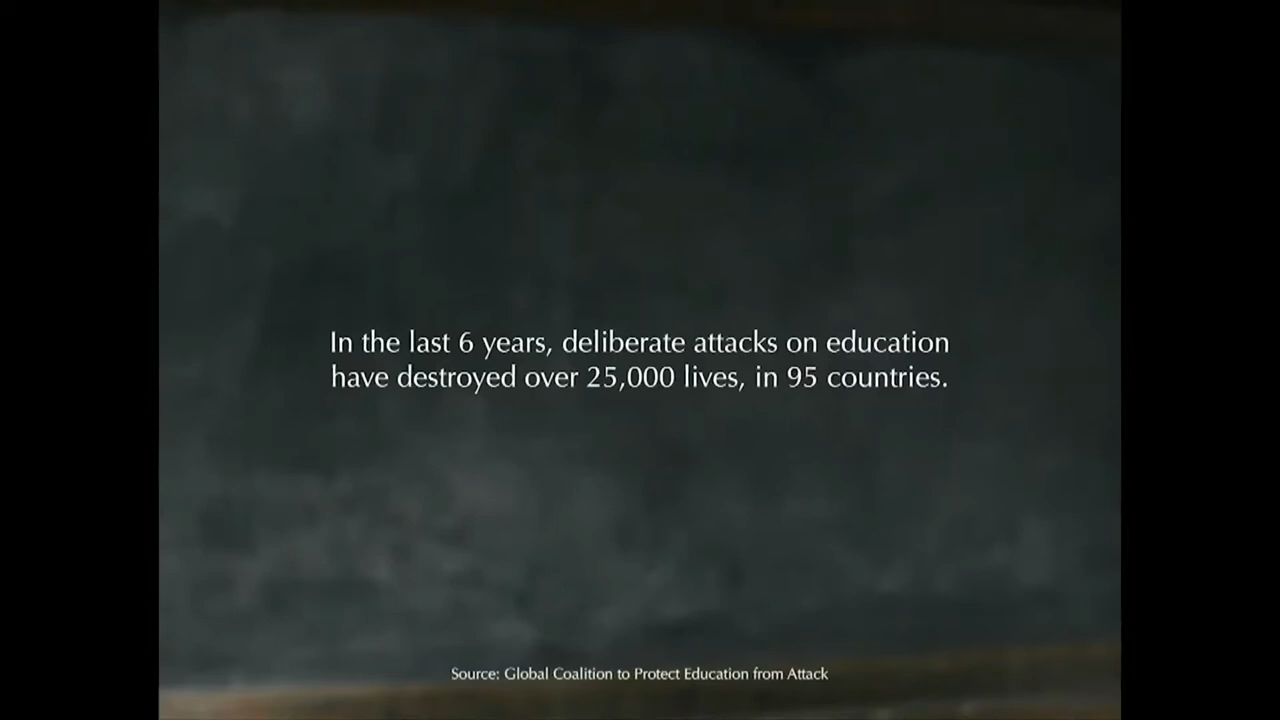 In the last 6 years, deliberate attacks on education
have destroyed over 25,000 lives, in 95 countries.
Source: Global Coalition to Protect Education from Attack